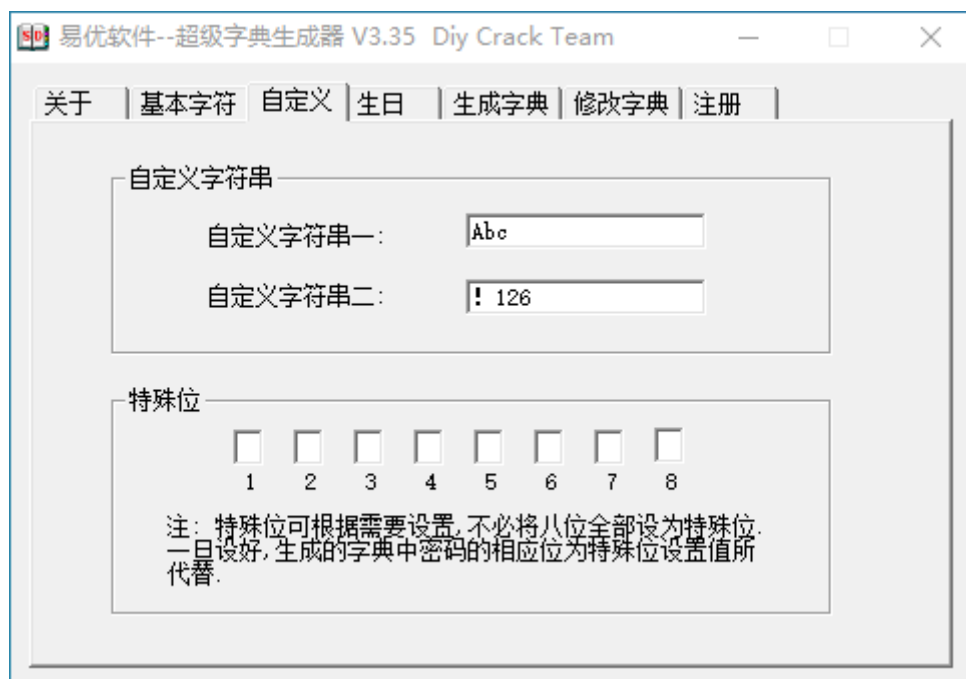 易优软件--超级字典生成器 V3.35 Diy Crack Team
关于 基本字符 自定义 生日 生成字典 修改字典 注册
自定义字符串
自定义字符串一: Abc
自定义字符串二: ! 126
特殊位
1 2 3 4 5 6 7 8
注: 特殊位可根据需要设置,不必将八位全部设为特殊位.
一旦设好,生成的字典中密码的相应位为特殊位设置值所
代替.